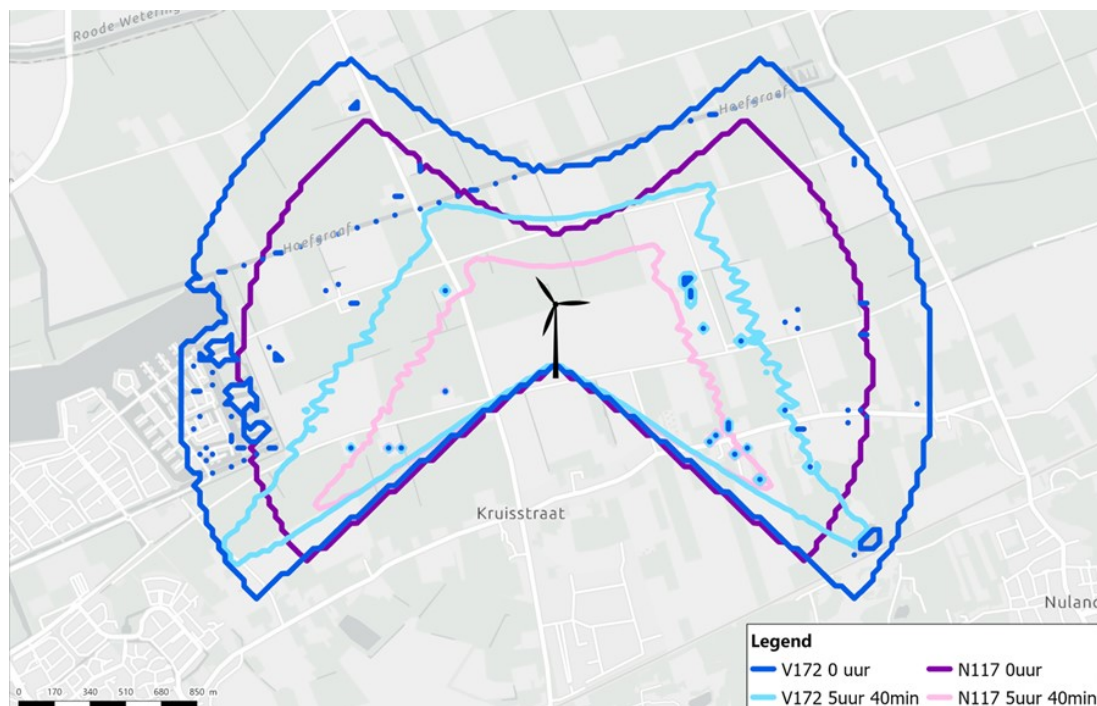 Roode Wetering
Hoefgraaf
Hoefgraaf
Kruisstraat
Nuland
Legend
V172 0 uur
N117 0uur
V172 5uur 40min
N117 5uur 40min
0 170 340 510 680 850 m